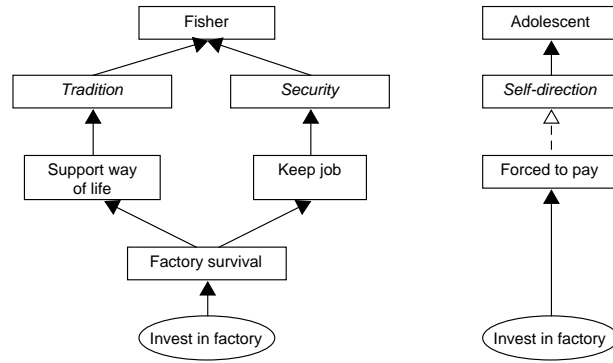 Fisher
Adolescent
Tradition
Security
Self-direction
Support way
of life
Keep job
Forced to pay
Factory survival
Invest in factory
Invest in factory